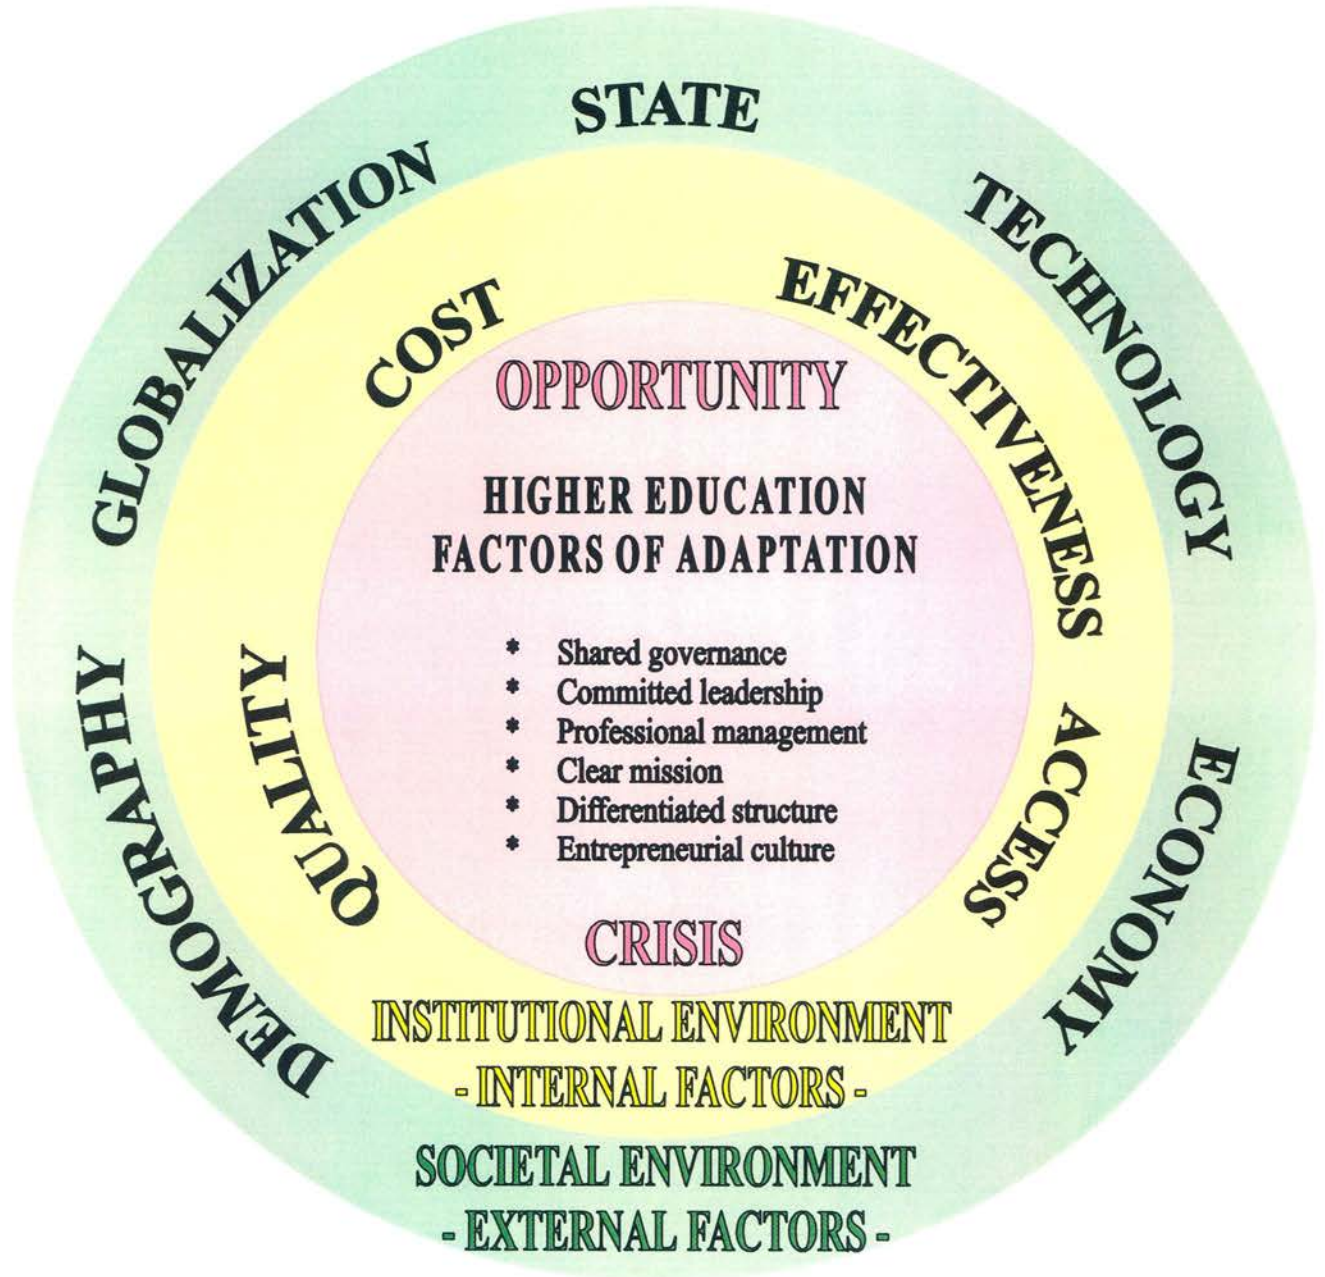 STATE
GLOBALIZATION
TECHNOLOGY
COST
EFFECTIVENESS
OPPORTUNITY
HIGHER EDUCATION
FACTORS OF ADAPTATION
* Shared governance
* Committed leadership
* Professional management
* Clear mission
* Differentiated structure
* Entrepreneurial culture
DEMOGRAPHY
QUALITY
ACCESS
ECONOMY
CRISIS
INSTITUTIONAL ENVIRONMENT
- INTERNAL FACTORS -
SOCIETAL ENVIRONMENT
- EXTERNAL FACTORS -